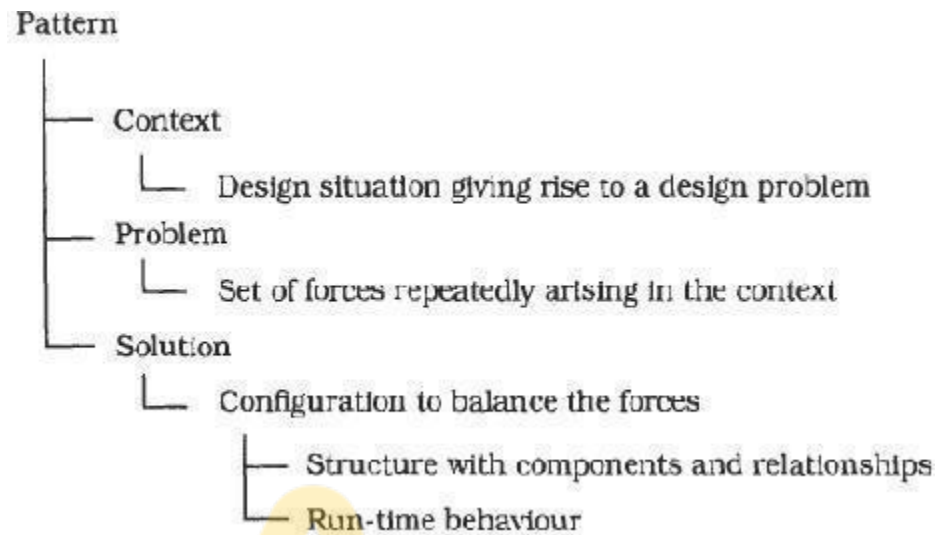 Pattern
Context
Design situation giving rise to a design problem
Problem
Set of forces repeatedly arising in the context
Solution
Configuration to balance the forces
Structure with components and relationships
Run-time behaviour